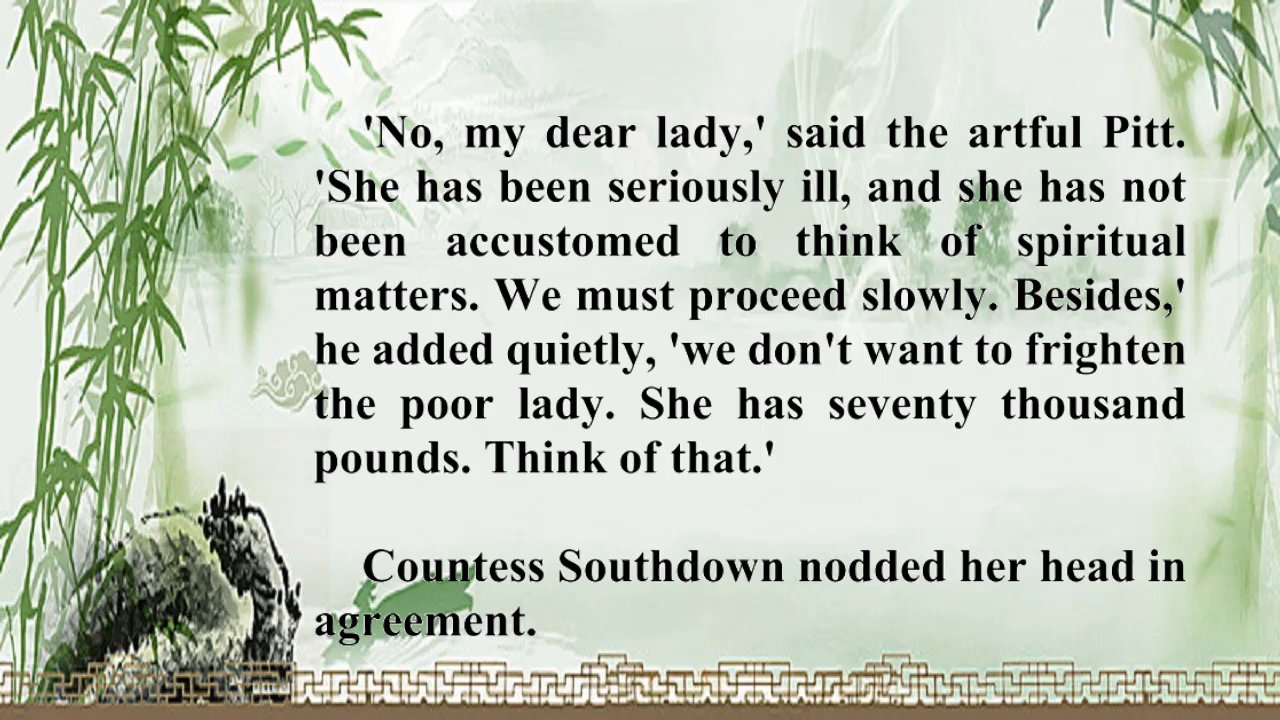 'No, my dear lady,' said the artful Pitt.
'She has been seriously ill, and she has not
been accustomed to think of spiritual
matters. We must proceed slowly. Besides,'
he added quietly, 'we don't want to frighten
the poor lady. She has seventy thousand
pounds. Think of that.'
Countess Southdown nodded her head in
agreement.